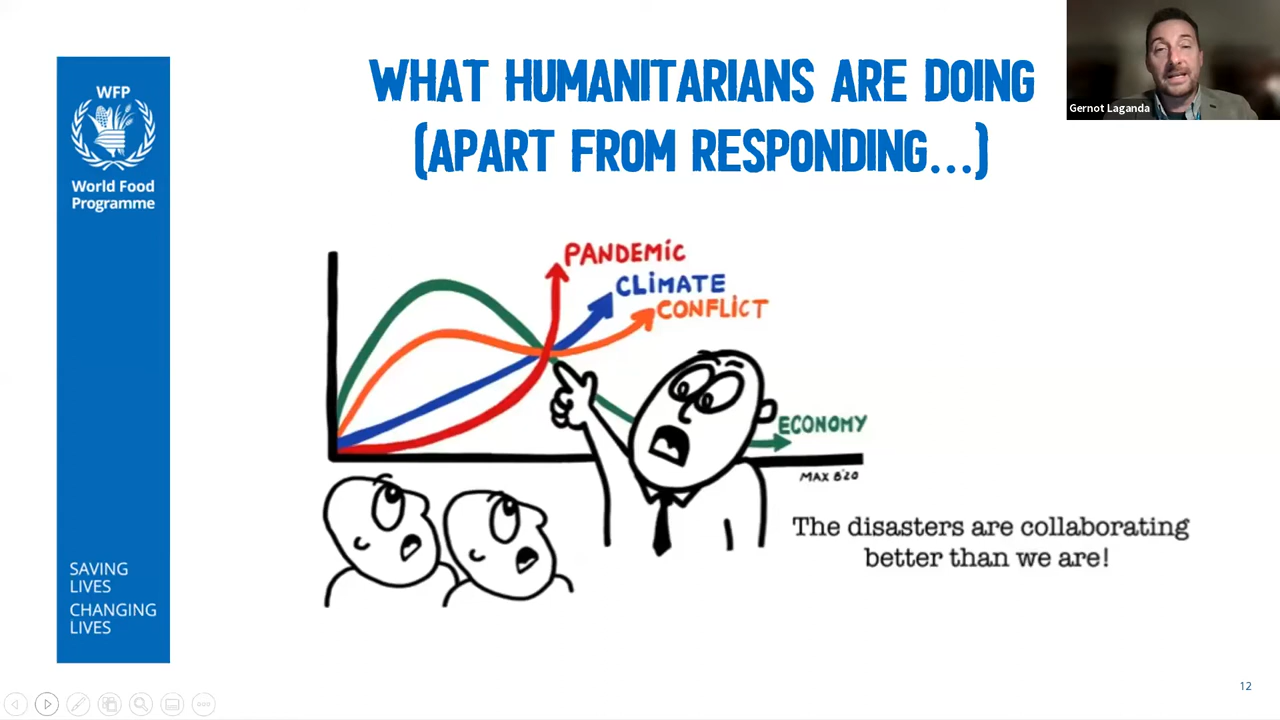 WFP
World Food
Programme
SAVING
LIVES
CHANGING
LIVES
WHAT HUMANITARIANS ARE DOING
(APART FROM RESPONDING...)
Gernot Laganda
PANDEMIC
CLIMATE
CONFLICT
ECONOMY
MAX B'20
The disasters are collaborating
better than we are!
12